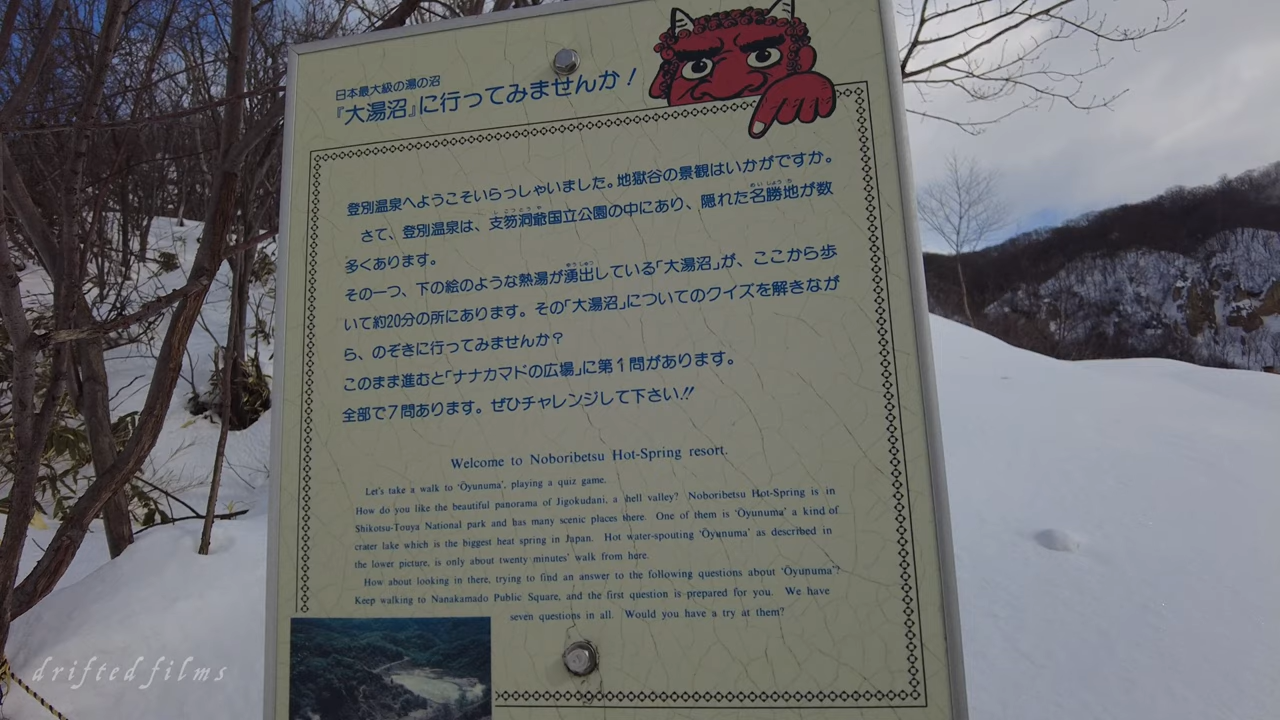 日本最大級の湯の沼
『大湯沼』に行ってみませんか！
登別温泉へようこそいらっしゃいました。地獄谷の景観はいかがですか。
さて、登別温泉は、支笏洞爺国立公園の中にあり、隠れた名勝地が数
多くあります。
その一つ、下の絵のような熱湯が湧出している「大湯沼」が、ここから歩
いて約20分の所にあります。その「大湯沼」についてのクイズを解きなが
ら、のぞきに行ってみませんか？
このまま進むと「ナナカマドの広場」に第１問があります。
全部で７問あります。ぜひチャレンジして下さい!!
Welcome to Noboribetsu Hot-Spring resort.
Let's take a walk to 'Ōyunuma', playing a quiz game.
How do you like the beautiful panorama of Jigokudani, a hell valley? Noboribetsu Hot-Spring is in
Shikotsu-Touya National park and has many scenic places there. One of them is 'Ōyunuma' a kind of
crater lake which is the biggest heat spring in Japan. Hot water-spouting 'Ōyunuma' as described in
the lower picture, is only about twenty minutes' walk from here.
How about looking in there, trying to find an answer to the following questions about 'Ōyunuma'?
Keep walking to Nanakamado Public Square, and the first question is prepared for you. We have
seven questions in all. Would you have a try at them?
drifted films